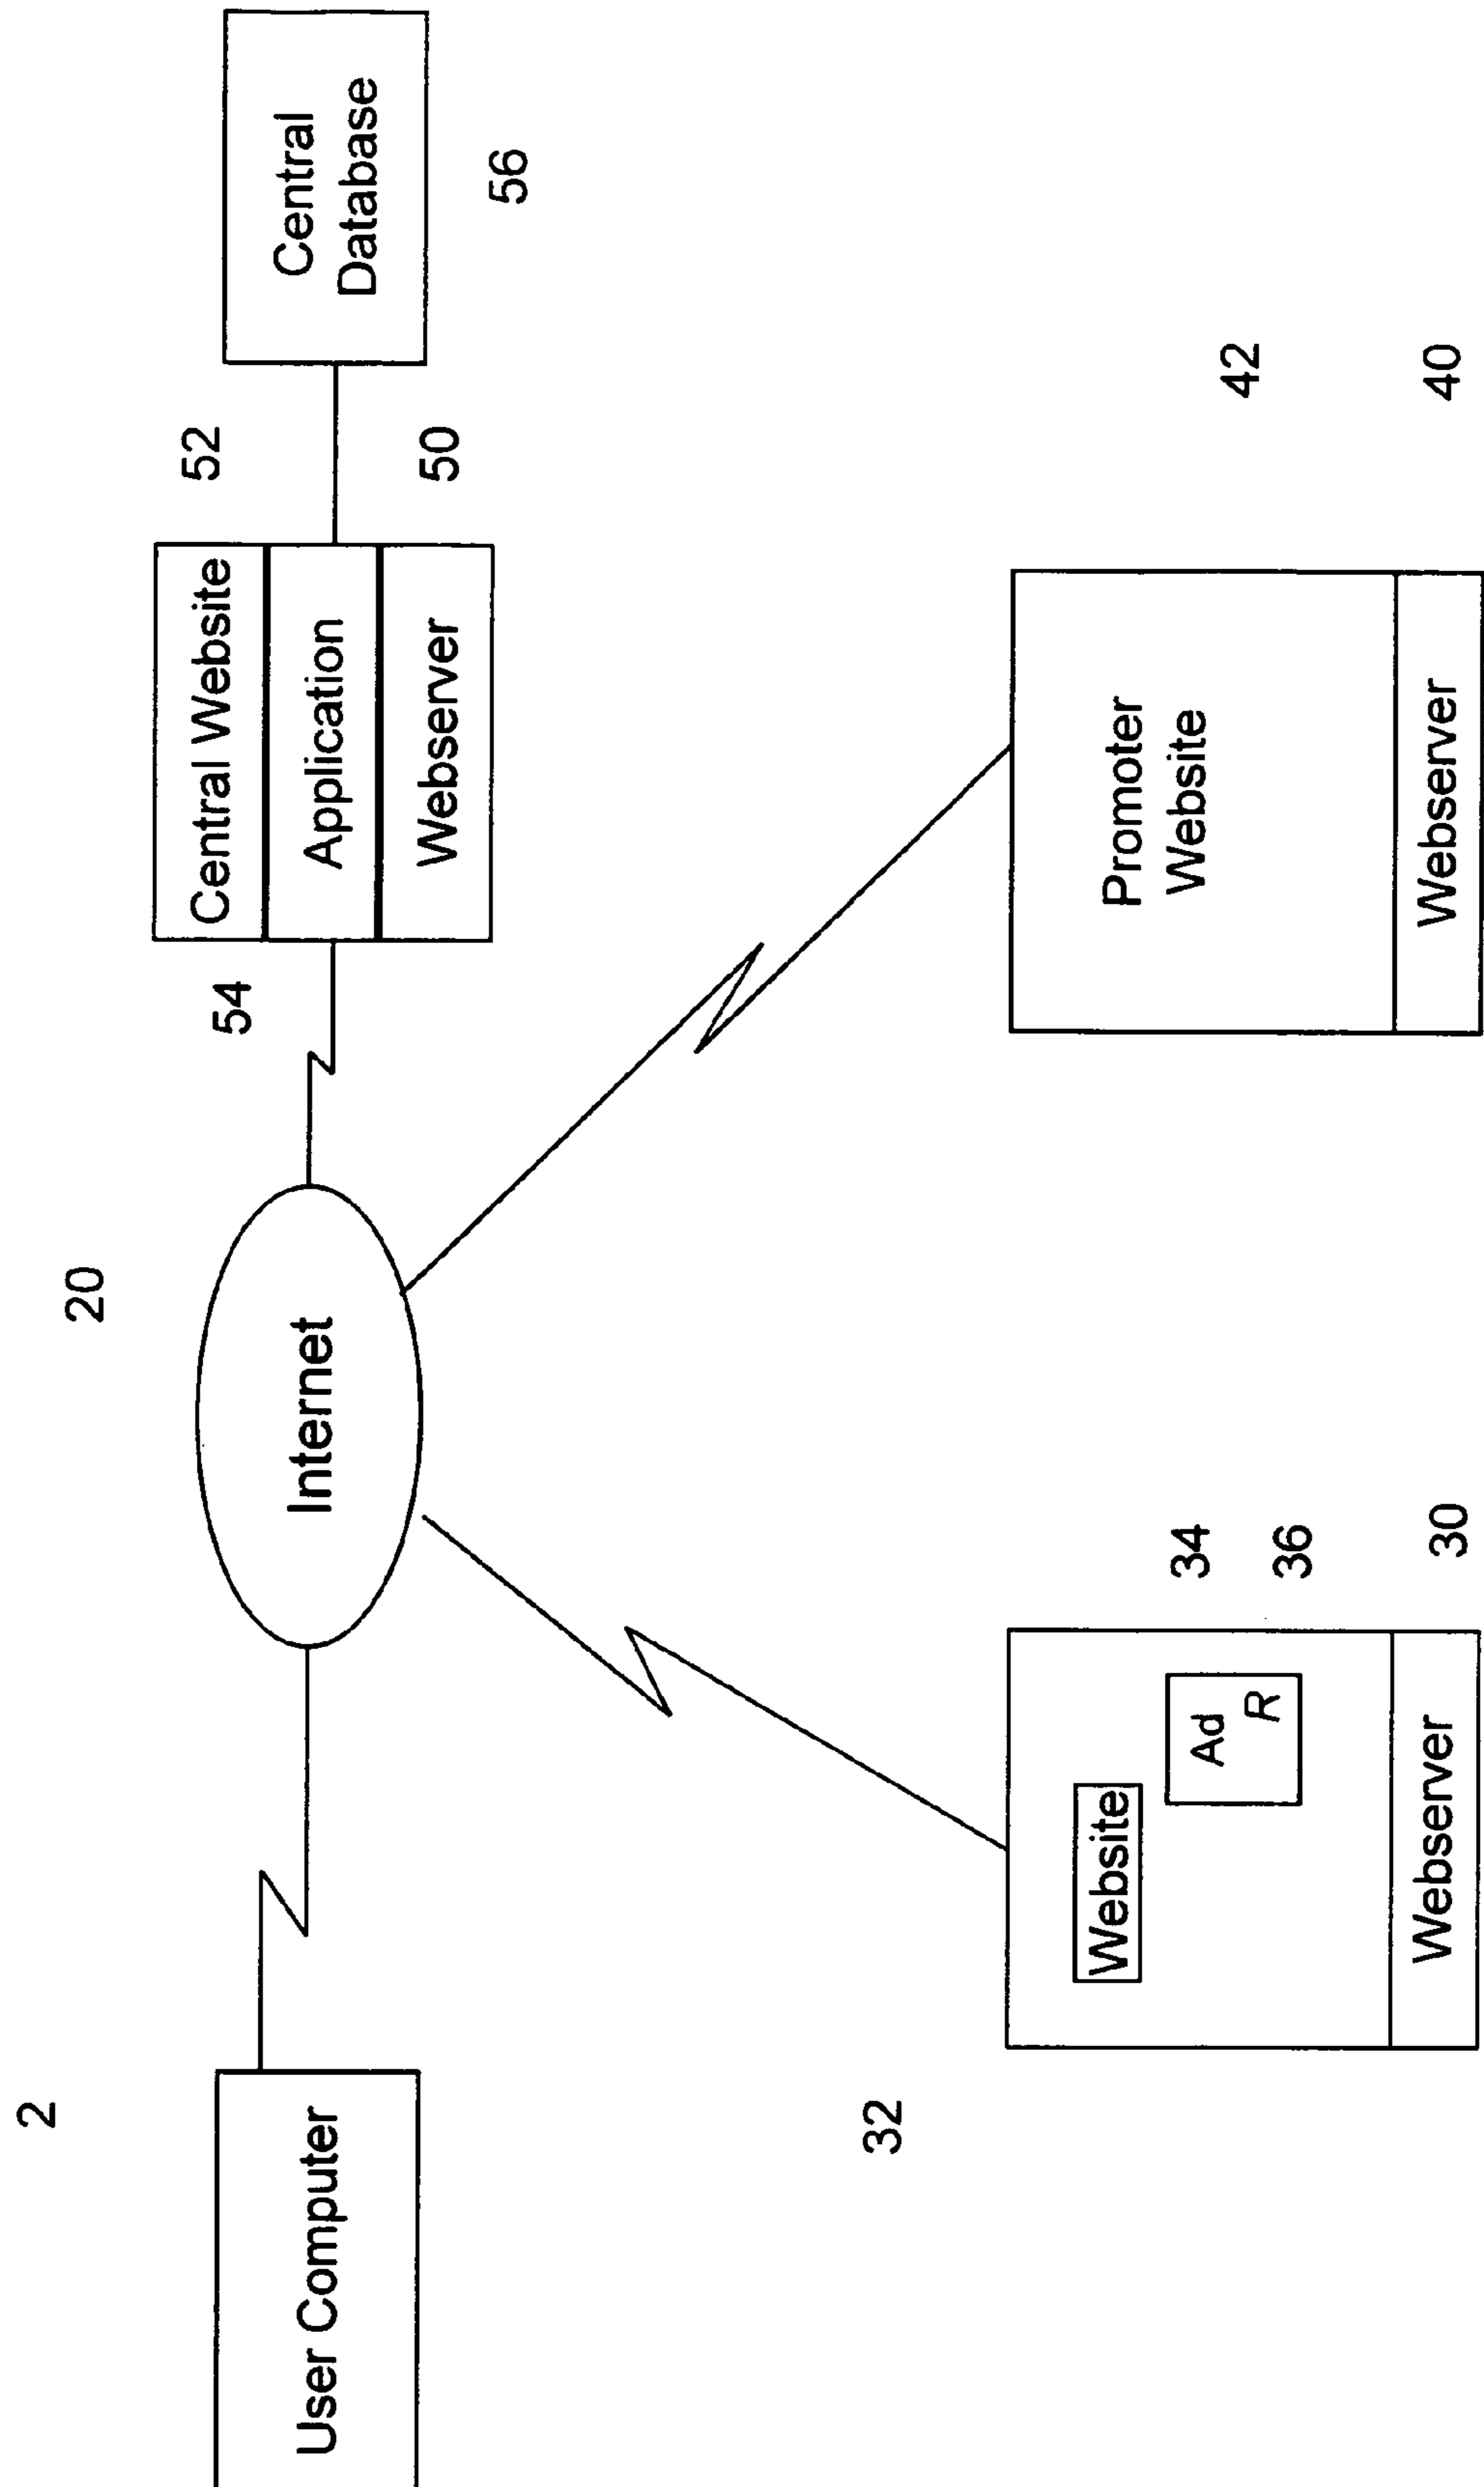 2
20
User Computer
Internet
54
Central Website
Application
Webserver
52
50
Central
Database
56
32
Website
Ad
R
34
36
Webserver
30
Promoter
Website
42
Webserver
40